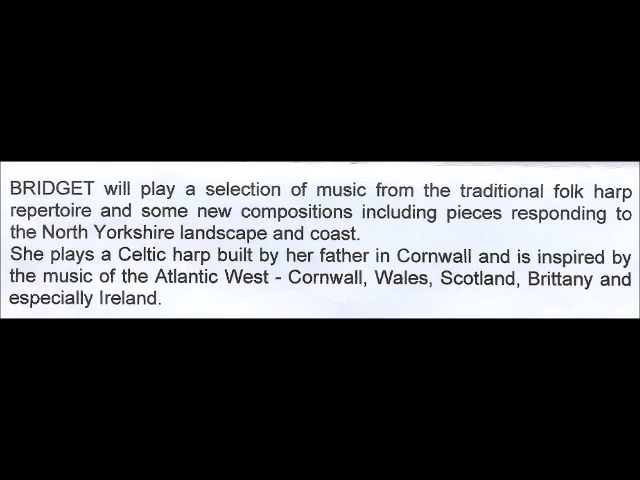 BRIDGET will play a selection of music from the traditional folk harp
repertoire and some new compositions including pieces responding to
the North Yorkshire landscape and coast.
She plays a Celtic harp built by her father in Cornwall and is inspired by
the music of the Atlantic West - Cornwall, Wales, Scotland, Brittany and
especially Ireland.